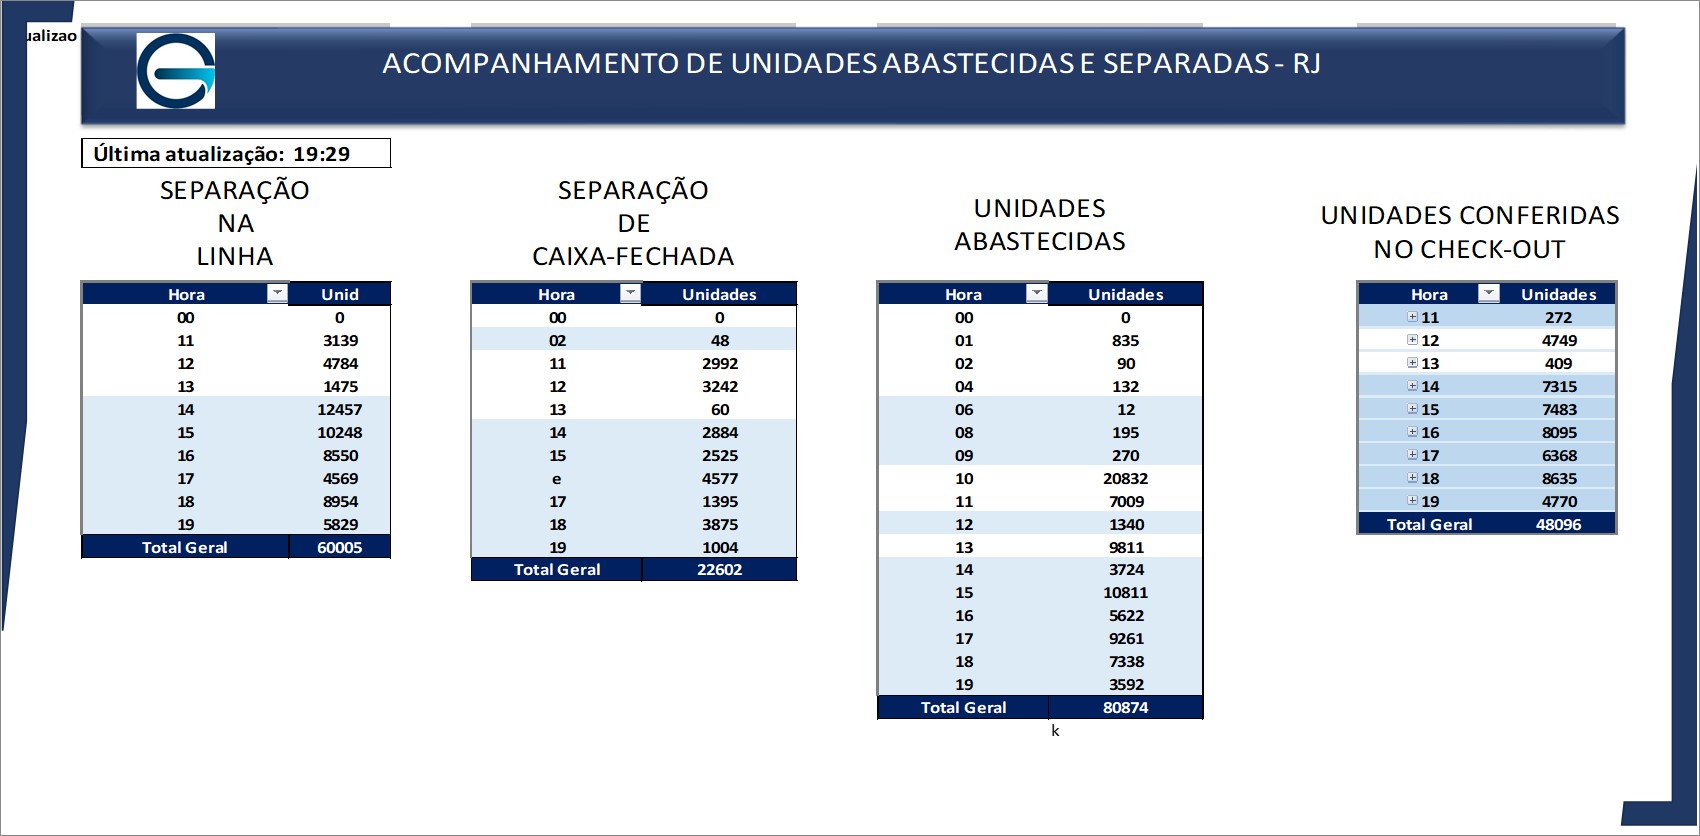 ualizao
ACOMPANHAMENTO DE UNIDADES ABASTECIDAS E SEPARADAS - RJ
Última atualização: 19:29
SEPARAÇÃO
NA
LINHA
Hora Unid
00 0
11 3139
12 4784
13 1475
14 12457
15 10248
16 8550
17 4569
18 8954
19 5829
Total Geral 60005
SEPARAÇÃO
DE
CAIXA-FECHADA
Hora Unidades
00 0
02 48
11 2992
12 3242
13 60
14 2884
15 2525
e 4577
17 1395
18 3875
19 1004
Total Geral 22602
UNIDADES
ABASTECIDAS
Hora Unidades
00 0
01 835
02 90
04 132
06 12
08 195
09 270
10 20832
11 7009
12 1340
13 9811
14 3724
15 10811
16 5622
17 9261
18 7338
19 3592
Total Geral 80874
k
UNIDADES CONFERIDAS
NO CHECK-OUT
Hora Unidades
11 272
12 4749
13 409
14 7315
15 7483
16 8095
17 6368
18 8635
19 4770
Total Geral 48096